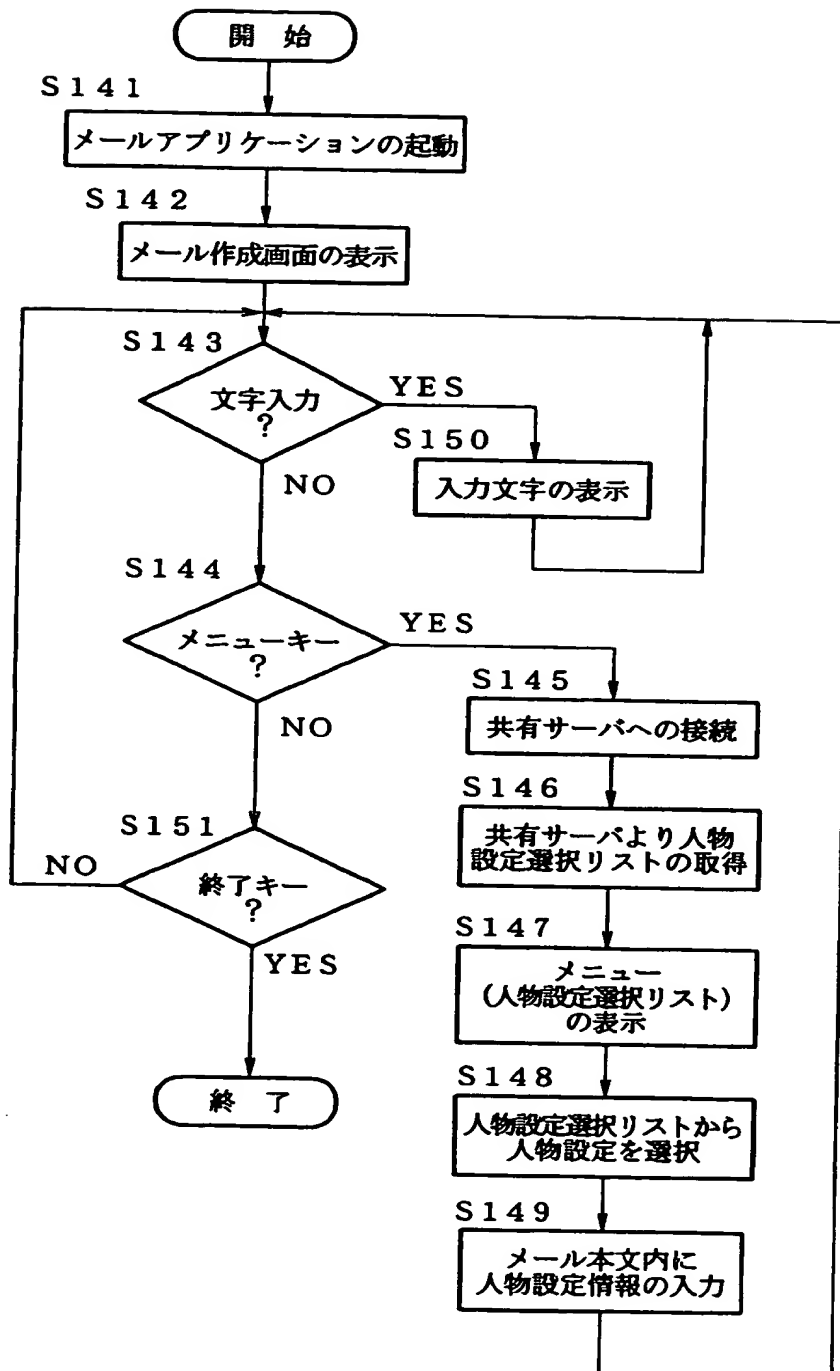 開 始
S141
メールアプリケーションの起動
S142
メール作成画面の表示
S143
文字入力
?
YES
NO
S150
入力文字の表示
S144
メニューキー
?
YES
NO
S145
共有サーバへの接続
S146
共有サーバより人物
設定選択リストの取得
S147
メニュー
(人物設定選択リスト)
の表示
S148
人物設定選択リストから
人物設定を選択
S149
メール本文内に
人物設定情報の入力
S151
終了キー
?
NO
YES
終 了